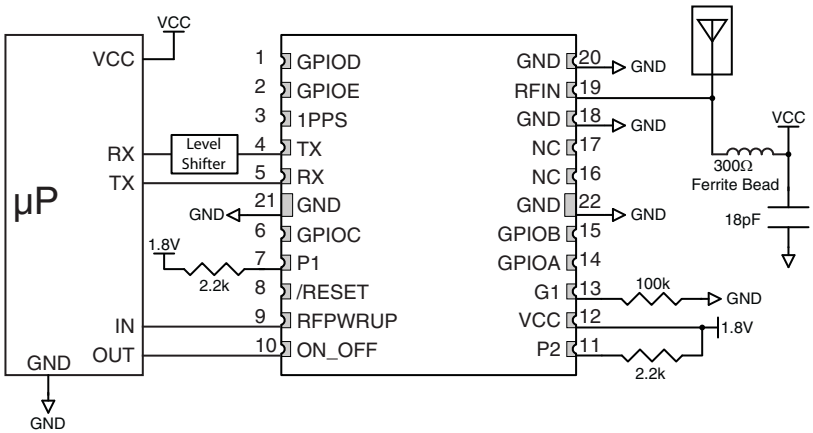 VCC
VCC
RX
Level
Shifter
TX
µP
IN
OUT
GND
GND
1 GPIOD
2 GPIOE
3 1PPS
4 TX
5 RX
GND 21 GND
6 GPIOC
1.8V
7 P1
2.2k
8 /RESET
9 RFPWRUP
10 ON_OFF
GND 20 GND
RFIN 19
GND 18 GND
NC 17
NC 16
GND 22 GND
GPIOB 15
GPIOA 14
G1 13 100k GND
VCC 12 1.8V
P2 11
2.2k
VCC
300Ω
Ferrite Bead
18pF